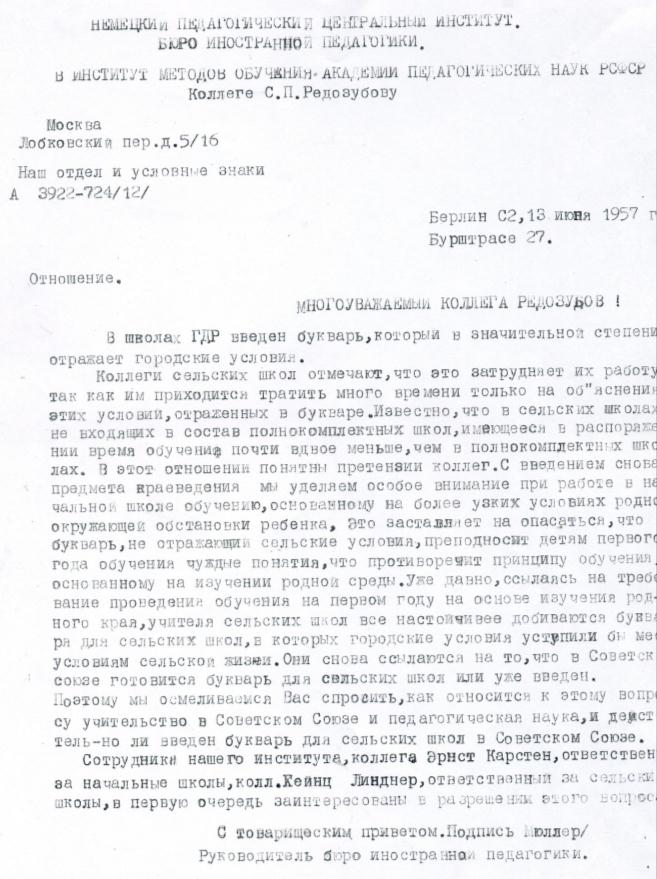 НЕМЕЦКИЙ ПЕДАГОГИЧЕСКИЙ ЦЕНТРАЛЬНЫЙ ИНСТИТУТ.
БЮРО ИНОСТРАННОЙ ПЕДАГОГИКИ.
В ИНСТИТУТ МЕТОДОВ ОБУЧЕНИЯ АКАДЕМИИ ПЕДАГОГИЧЕСКИХ НАУК РСФСР
Коллеге С.П.Редозубову
Москва
Лобковский пер.д.5/16
Наш отдел и условные знаки
А 3922-724/12/
Берлин С2,13 июня 1957 г
Бурштрасе 27.
Отношение.
МНОГОУВАЖАЕМЫЙ КОЛЛЕГА РЕДОЗУБОВ !
В школах ГДР введен букварь,который в значительной степени
отражает городские условия.
Коллеги сельских школ отмечают,что это затрудняет их работу
так как им приходится тратить много времени только на об"яснения
этих условий,отраженных в букваре.Известно,что в сельских школах
не входящих в состав полнокомплектных школ,имеющееся в распоряже-
нии время обучения почти вдвое меньше,чем в полнокомплектных шко
лах. В этот отношении понятны претензии коллег.С введением снова
предмета краеведения мы уделяем особое внимание при работе в на-
чальной школе обучению,основанному на более узких условиях родно
окружающей обстановки ребенка, Это заставляет на опасаться,что
букварь,не отражающий сельские условия,преподносит детям первого
года обучения чуждые понятия,что противоречит принципу обучения,
основанному на изучении родной среды.Уже давно,ссылаясь на требо
вание проведения обучения на первом году на основе изучения род-
ного края,учителя сельских школ все настойчивее добиваются буква
ря для сельских школ,в которых городские условия уступили бы мес
условиям сельской жизни.Они снова ссылаются на то,что в Советск
союзе готовится букварь для сельских школ или уже введен.
Поэтому мы осмеливаемся Вас спросить,как относится к этому вопро
су учительство в Советском Союзе и педагогическая наука,и дейст
тель-но ли введен букварь для сельских школ в Советском Союзе.
Сотрудники нашего института,коллега Эрнст Карстен,ответствен
за начальные школы,колл.Хейнц Линднер,ответственный за сельски
школы,в первую очередь заинтересованы в разрешении этого вопроса
С товарищеским приветом.Подпись Мюллер/
Руководитель бюро иностранной педагогики.